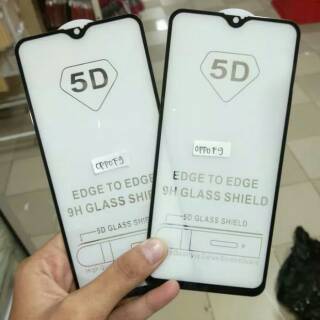 5D
OPPO F9
EDGE TO EDGE
9H GLASS SHIELD
5D GLASS SHIELD
5D
OPPO F9
EDGE TO EDGE
9H GLASS SHIELD
5D GLASS SHIELD